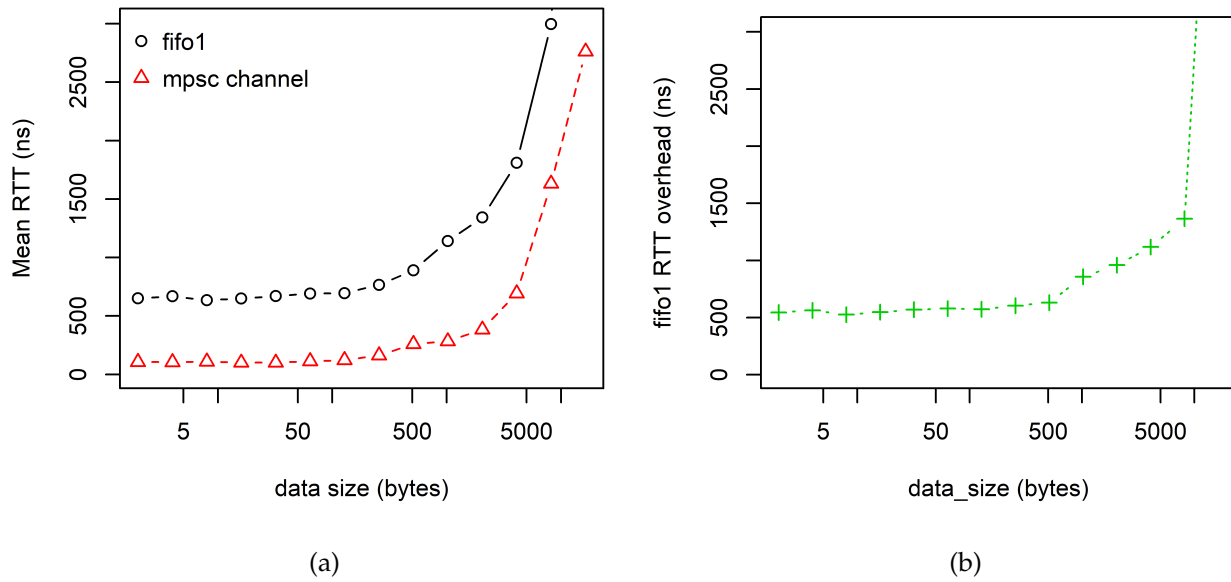 fifo1
mpsc channel
Mean RTT (ns)
2500
1500
500
0
5 50 500 5000
data size (bytes)
(a)
fifo1 RTT overhead (ns)
2500
1500
500
0
5 50 500 5000
data_size (bytes)
(b)